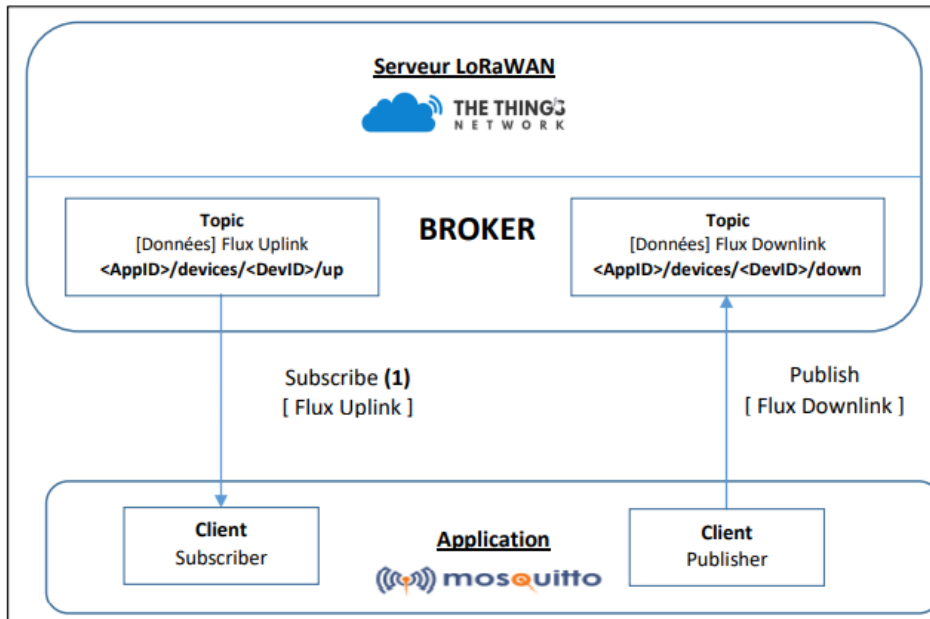 Serveur LoRaWAN
THE THINGS
NETWORK
BROKER
Topic
[Données] Flux Uplink
<AppID>/devices/<DevID>/up
Topic
[Données] Flux Downlink
<AppID>/devices/<DevID>/down
Subscribe (1)
[ Flux Uplink ]
Publish
[ Flux Downlink ]
Client
Subscriber
Application
mosquitto
Client
Publisher